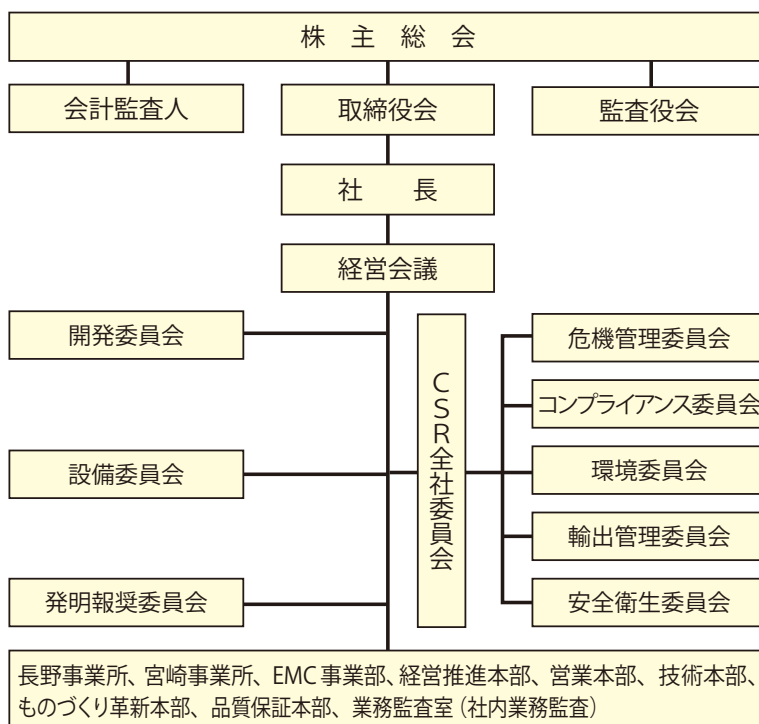 株主総会
会計監査人
取締役会
監査役会
社長
経営会議
開発委員会
設備委員会
発明報奨委員会
CSR全社委員会
危機管理委員会
コンプライアンス委員会
環境委員会
輸出管理委員会
安全衛生委員会
長野事業所、宮崎事業所、EMC事業部、経営推進本部、営業本部、技術本部、
ものづくり革新本部、品質保証本部、業務監査室（社内業務監査）